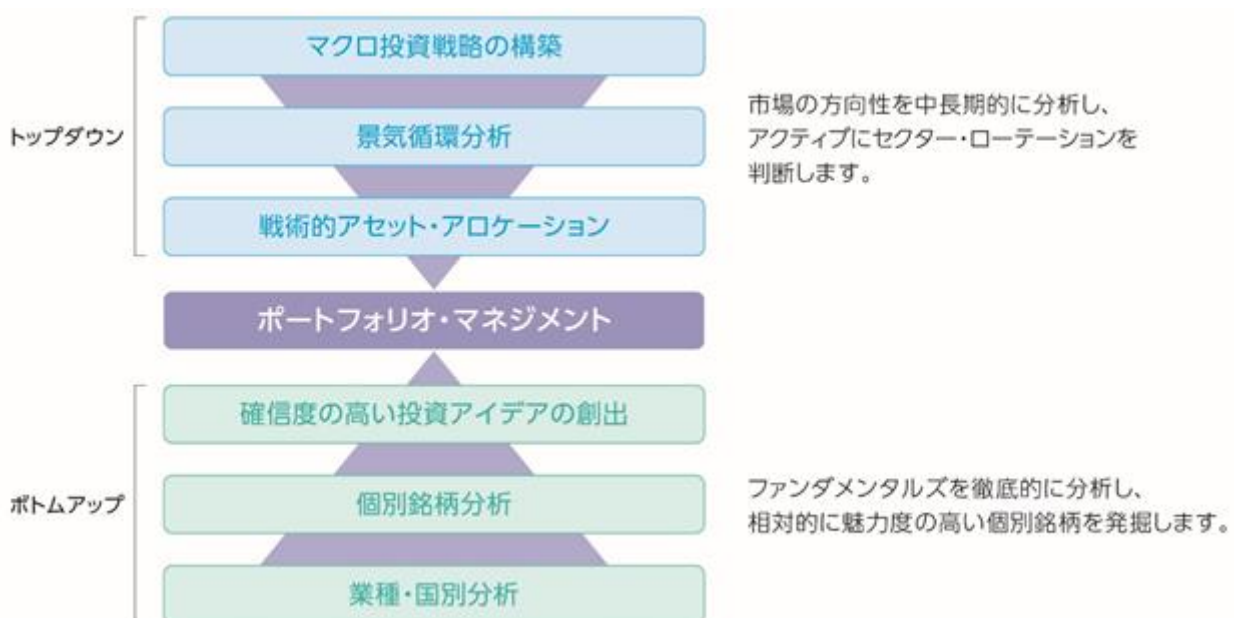 マクロ投資戦略の構築
トップダウン
景気循環分析
戦術的アセット・アロケーション
市場の方向性を中長期的に分析し、
アクティブにセクター・ローテーションを
判断します。
ポートフォリオ・マネジメント
確信度の高い投資アイデアの創出
ボトムアップ
個別銘柄分析
業種・国別分析
ファンダメンタルズを徹底的に分析し、
相対的に魅力度の高い個別銘柄を発掘します。